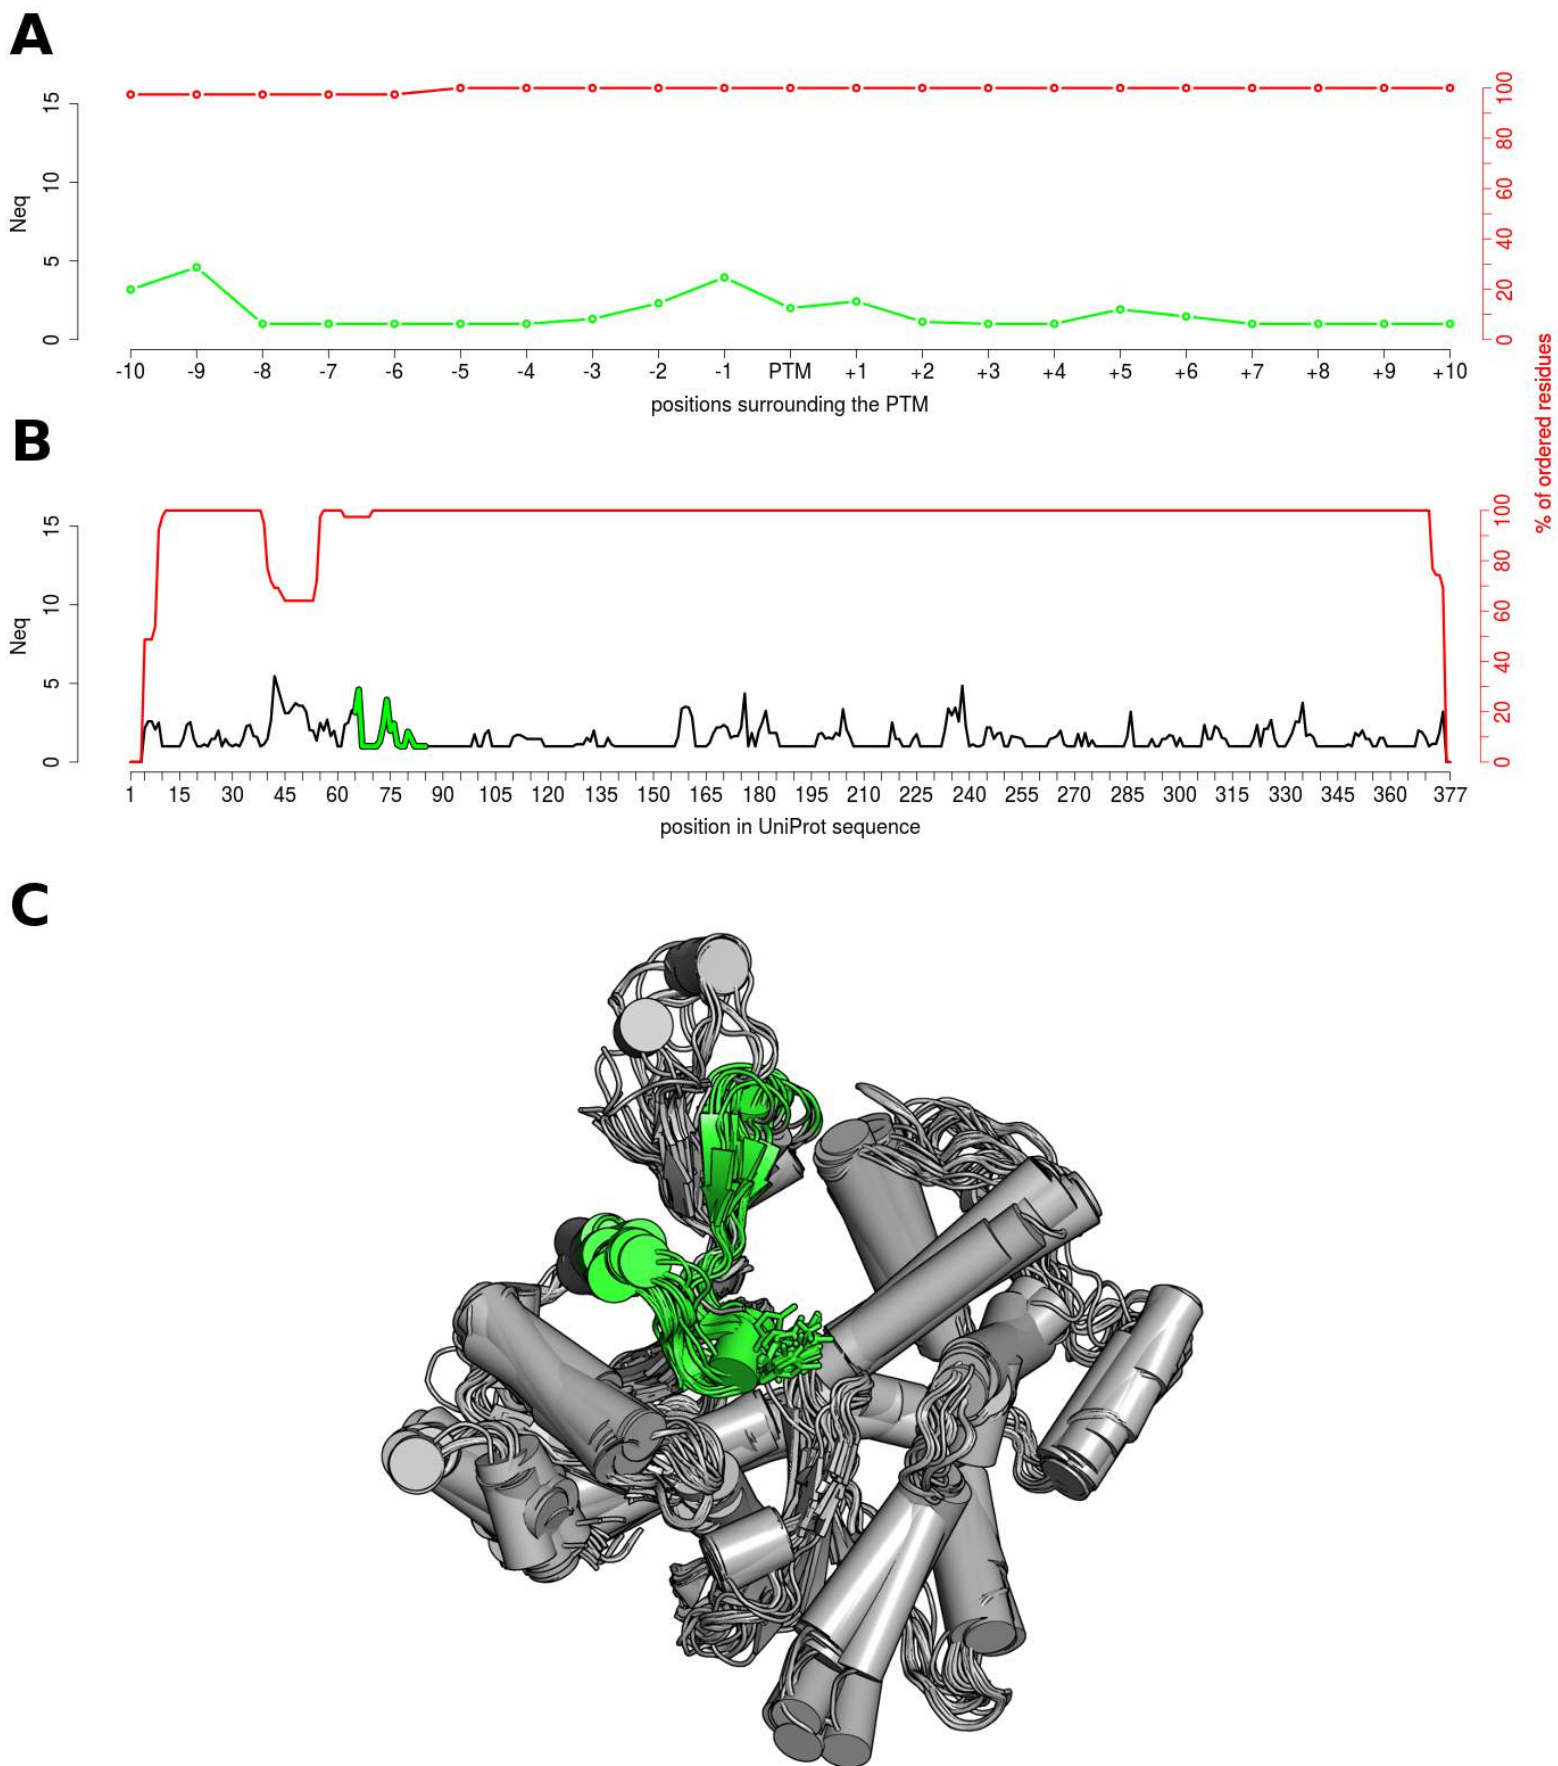 A
15
10
5
0
Neq
100
80
60
40
20
0
-10 -9 -8 -7 -6 -5 -4 -3 -2 -1 PTM +1 +2 +3 +4 +5 +6 +7 +8 +9 +10
positions surrounding the PTM
% of ordered residues
B
15
10
5
0
Neq
100
80
60
40
20
0
1 15 30 45 60 75 90 105 120 135 150 165 180 195 210 225 240 255 270 285 300 315 330 345 360 377
position in UniProt sequence
C